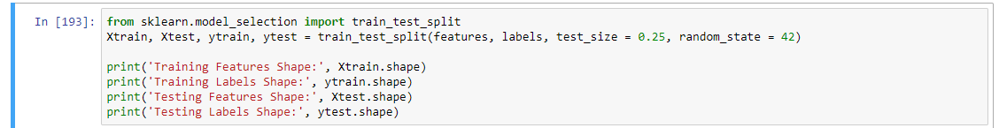 In [193]: from sklearn.model_selection import train_test_split
Xtrain, Xtest, ytrain, ytest = train_test_split(features, labels, test_size = 0.25, random_state = 42)
print('Training Features Shape:', Xtrain.shape)
print('Training Labels Shape:', ytrain.shape)
print('Testing Features Shape:', Xtest.shape)
print('Testing Labels Shape:', ytest.shape)